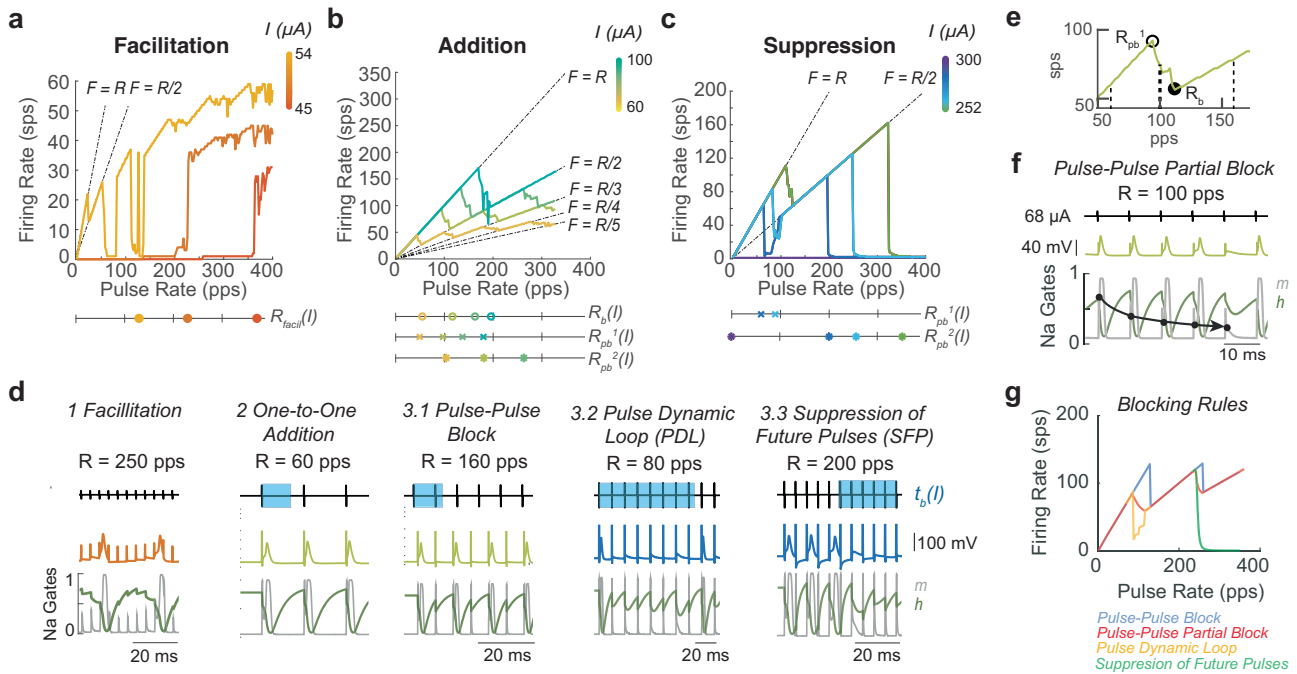 a
Facilitation
I (µA)
54
45
F = R F = R/2
Firing Rate (sps)
60
50
40
30
20
10
0
0 100 200 300 400
Pulse Rate (pps)
R_facil(I)
b
Addition
I (µA)
100
60
F = R
F = R/2
F = R/3
F = R/4
F = R/5
Firing Rate (sps)
350
300
250
200
150
100
50
0
0 100 200 300 400
Pulse Rate (pps)
R_b(I)
R_pb^1(I)
R_pb^2(I)
c
Suppression
I (µA)
300
252
F = R
F = R/2
Firing Rate (sps)
200
160
120
80
40
0
0 100 200 300 400
Pulse Rate (pps)
R_pb^1(I)
R_pb^2(I)
d
1 Facillitation
R = 250 pps
Na Gates
1
0
20 ms
2 One-to-One
Addition
R = 60 pps
3.1 Pulse-Pulse
Block
R = 160 pps
20 ms
3.2 Pulse Dynamic
Loop (PDL)
R = 80 pps
20 ms
3.3 Suppression of
Future Pulses (SFP)
R = 200 pps
t_b(I)
100 mV
m
h
20 ms
e
sps
100
50
R_pb^1
R_b
50 100 150
pps
f
Pulse-Pulse Partial Block
R = 100 pps
68 µA
40 mV
Na Gates
1
0
m
h
10 ms
g
Blocking Rules
Firing Rate (sps)
200
100
0
0 200 400
Pulse Rate (pps)
Pulse-Pulse Block
Pulse-Pulse Partial Block
Pulse Dynamic Loop
Suppresion of Future Pulses